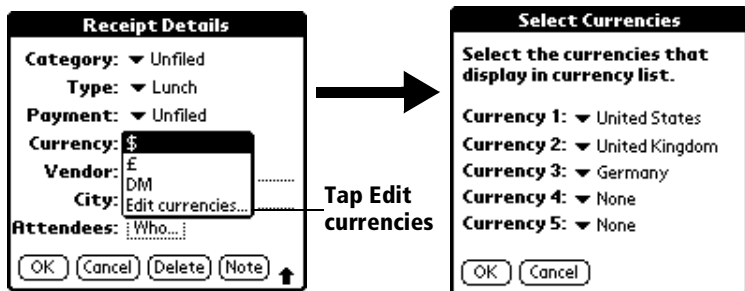 Receipt Details
Category: Unfiled
Type: Lunch
Payment: Unfiled
Currency: $
£
Vendor:
DM
City: Edit currencies...
Attendees: Who...
OK Cancel Delete Note
Tap Edit
currencies
Select Currencies
Select the currencies that
display in currency list.
Currency 1: United States
Currency 2: United Kingdom
Currency 3: Germany
Currency 4: None
Currency 5: None
OK Cancel